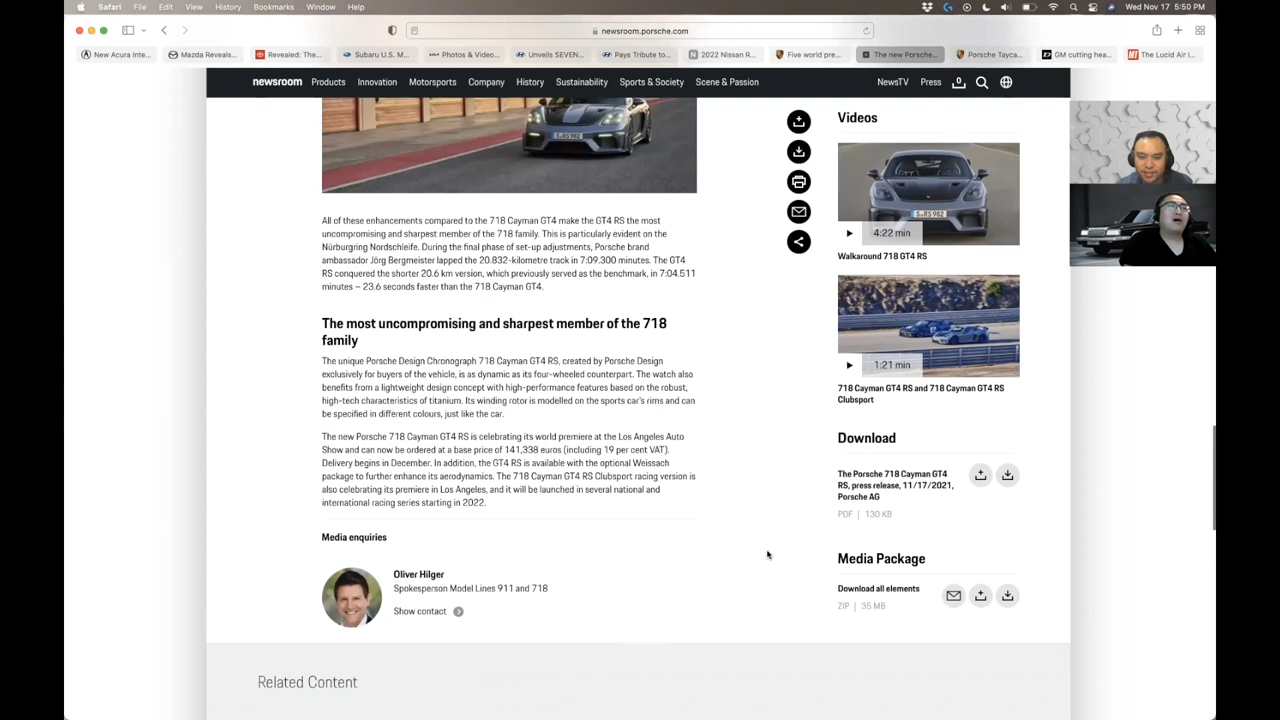 Safari File Edit View History Bookmarks Window Help
Wed Nov 17 5:50 PM
newsroom.porsche.com
New Acura Inte...
Mazda Reveals...
Revealed: The...
Subaru U.S. M...
Photos & Video...
Unveils SEVEN...
Pays Tribute to...
2022 Nissan R...
Five world pre...
The new Porsche...
Porsche Tayca...
GM cutting hea...
The Lucid Air I...
newsroom Products Innovation Motorsports Company History Sustainability Sports & Society Scene & Passion
NewsTV Press 0
S:RS 982
All of these enhancements compared to the 718 Cayman GT4 make the GT4 RS the most
uncompromising and sharpest member of the 718 family. This is particularly evident on the
Nürburgring Nordschleife. During the final phase of set-up adjustments, Porsche brand
ambassador Jörg Bergmeister lapped the 20.832-kilometre track in 7:09.300 minutes. The GT4
RS conquered the shorter 20.6 km version, which previously served as the benchmark, in 7:04.511
minutes – 23.6 seconds faster than the 718 Cayman GT4.
The most uncompromising and sharpest member of the 718
family
The unique Porsche Design Chronograph 718 Cayman GT4 RS, created by Porsche Design
exclusively for buyers of the vehicle, is as dynamic as its four-wheeled counterpart. The watch also
benefits from a lightweight design concept with high-performance features based on the robust,
high-tech characteristics of titanium. Its winding rotor is modelled on the sports car's rims and can
be specified in different colours, just like the car.
The new Porsche 718 Cayman GT4 RS is celebrating its world premiere at the Los Angeles Auto
Show and can now be ordered at a base price of 141,338 euros (including 19 per cent VAT).
Delivery begins in December. In addition, the GT4 RS is available with the optional Weissach
package to further enhance its aerodynamics. The 718 Cayman GT4 RS Clubsport racing version is
also celebrating its premiere in Los Angeles, and it will be launched in several national and
international racing series starting in 2022.
Media enquiries
Oliver Hilger
Spokesperson Model Lines 911 and 718
Show contact
Related Content
Videos
S:RS 982
4:22 min
Walkaround 718 GT4 RS
1:21 min
718 Cayman GT4 RS and 718 Cayman GT4 RS
Clubsport
Download
The Porsche 718 Cayman GT4
RS, press release, 11/17/2021,
Porsche AG
PDF | 130 KB
Media Package
Download all elements
ZIP | 35 MB